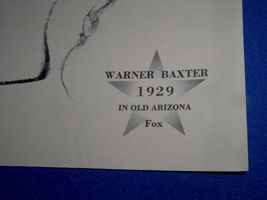 WARNER BAXTER
1929
IN OLD ARIZONA
Fox